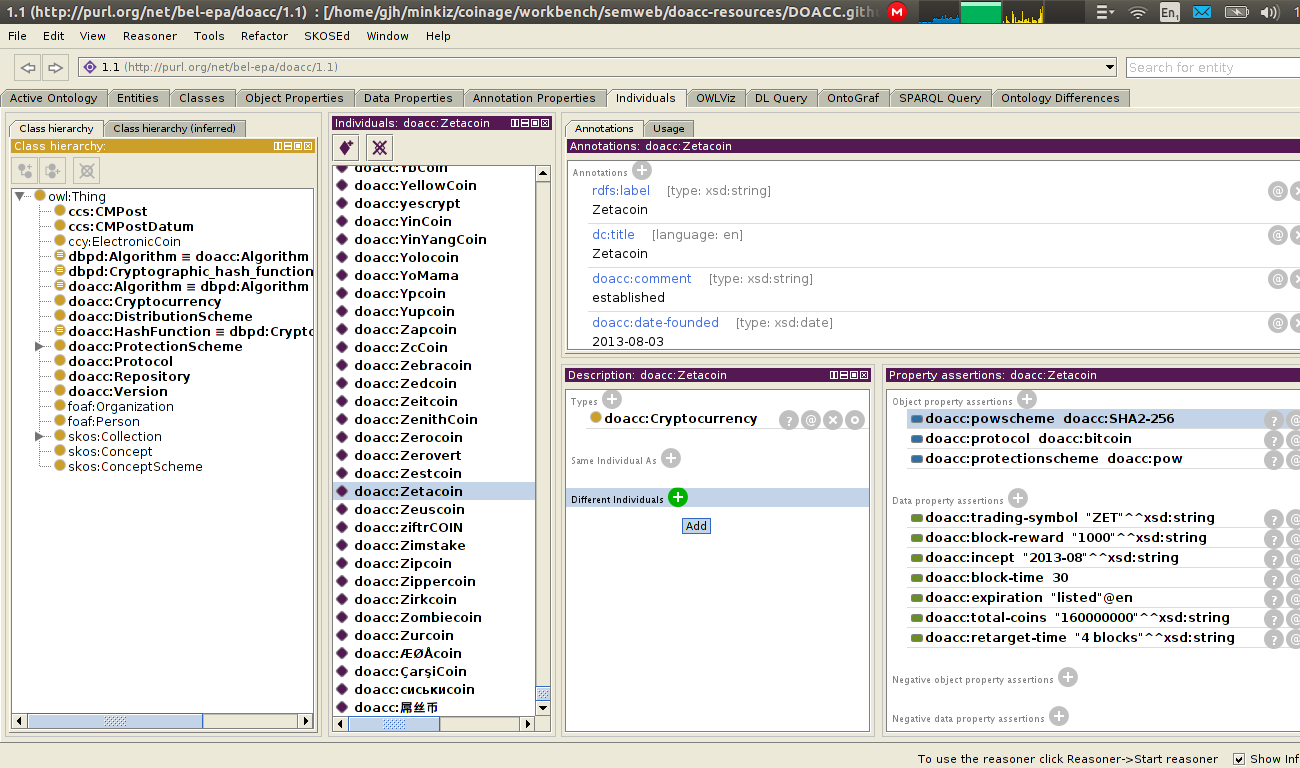 1.1 (http://purl.org/net/bel-epa/doacc/1.1) : [/home/gjh/minkiz/coinage/workbench/semweb/doacc-resources/DOACC.gith
M
En1
File Edit View Reasoner Tools Refactor SKOSEd Window Help
1.1 (http://purl.org/net/bel-epa/doacc/1.1)
Search for entity
Active Ontology Entities Classes Object Properties Data Properties Annotation Properties Individuals OWLViz DL Query OntoGraf SPARQL Query Ontology Differences
Class hierarchy Class hierarchy (inferred)
Class hierarchy:
owl:Thing
ccs:CMPost
ccs:CMPostDatum
ccy:ElectronicCoin
dbpd:Algorithm ≡ doacc:Algorithm
dbpd:Cryptographic_hash_function
doacc:Algorithm ≡ dbpd:Algorithm
doacc:Cryptocurrency
doacc:DistributionScheme
doacc:HashFunction ≡ dbpd:Crypto
doacc:ProtectionScheme
doacc:Protocol
doacc:Repository
doacc:Version
foaf:Organization
foaf:Person
skos:Collection
skos:Concept
skos:ConceptScheme
Individuals: doacc:Zetacoin
doacc:YbCoin
doacc:YellowCoin
doacc:yescrypt
doacc:YinCoin
doacc:YinYangCoin
doacc:Yolocoin
doacc:YoMama
doacc:Ypcoin
doacc:Yupcoin
doacc:Zapcoin
doacc:ZcCoin
doacc:Zebracoin
doacc:Zedcoin
doacc:Zeitcoin
doacc:ZenithCoin
doacc:Zerocoin
doacc:Zerovert
doacc:Zestcoin
doacc:Zetacoin
doacc:Zeuscoin
doacc:ziftrCOIN
doacc:Zimstake
doacc:Zipcoin
doacc:Zippercoin
doacc:Zirkcoin
doacc:Zombiecoin
doacc:Zurcoin
doacc:ÆØÅcoin
doacc:ÇarşiCoin
doacc:сиськиcoin
doacc:屌丝币
Annotations Usage
Annotations: doacc:Zetacoin
Annotations
rdfs:label [type: xsd:string]
Zetacoin
dc:title [language: en]
Zetacoin
doacc:comment [type: xsd:string]
established
doacc:date-founded [type: xsd:date]
2013-08-03
Description: doacc:Zetacoin
Types
doacc:Cryptocurrency
Same Individual As
Different Individuals
Add
Property assertions: doacc:Zetacoin
Object property assertions
doacc:powscheme doacc:SHA2-256
doacc:protocol doacc:bitcoin
doacc:protectionscheme doacc:pow
Data property assertions
doacc:trading-symbol "ZET"^^xsd:string
doacc:block-reward "1000"^^xsd:string
doacc:incept "2013-08"^^xsd:string
doacc:block-time 30
doacc:expiration "listed"@en
doacc:total-coins "160000000"^^xsd:string
doacc:retarget-time "4 blocks"^^xsd:string
Negative object property assertions
Negative data property assertions
To use the reasoner click Reasoner->Start reasoner Show Inf